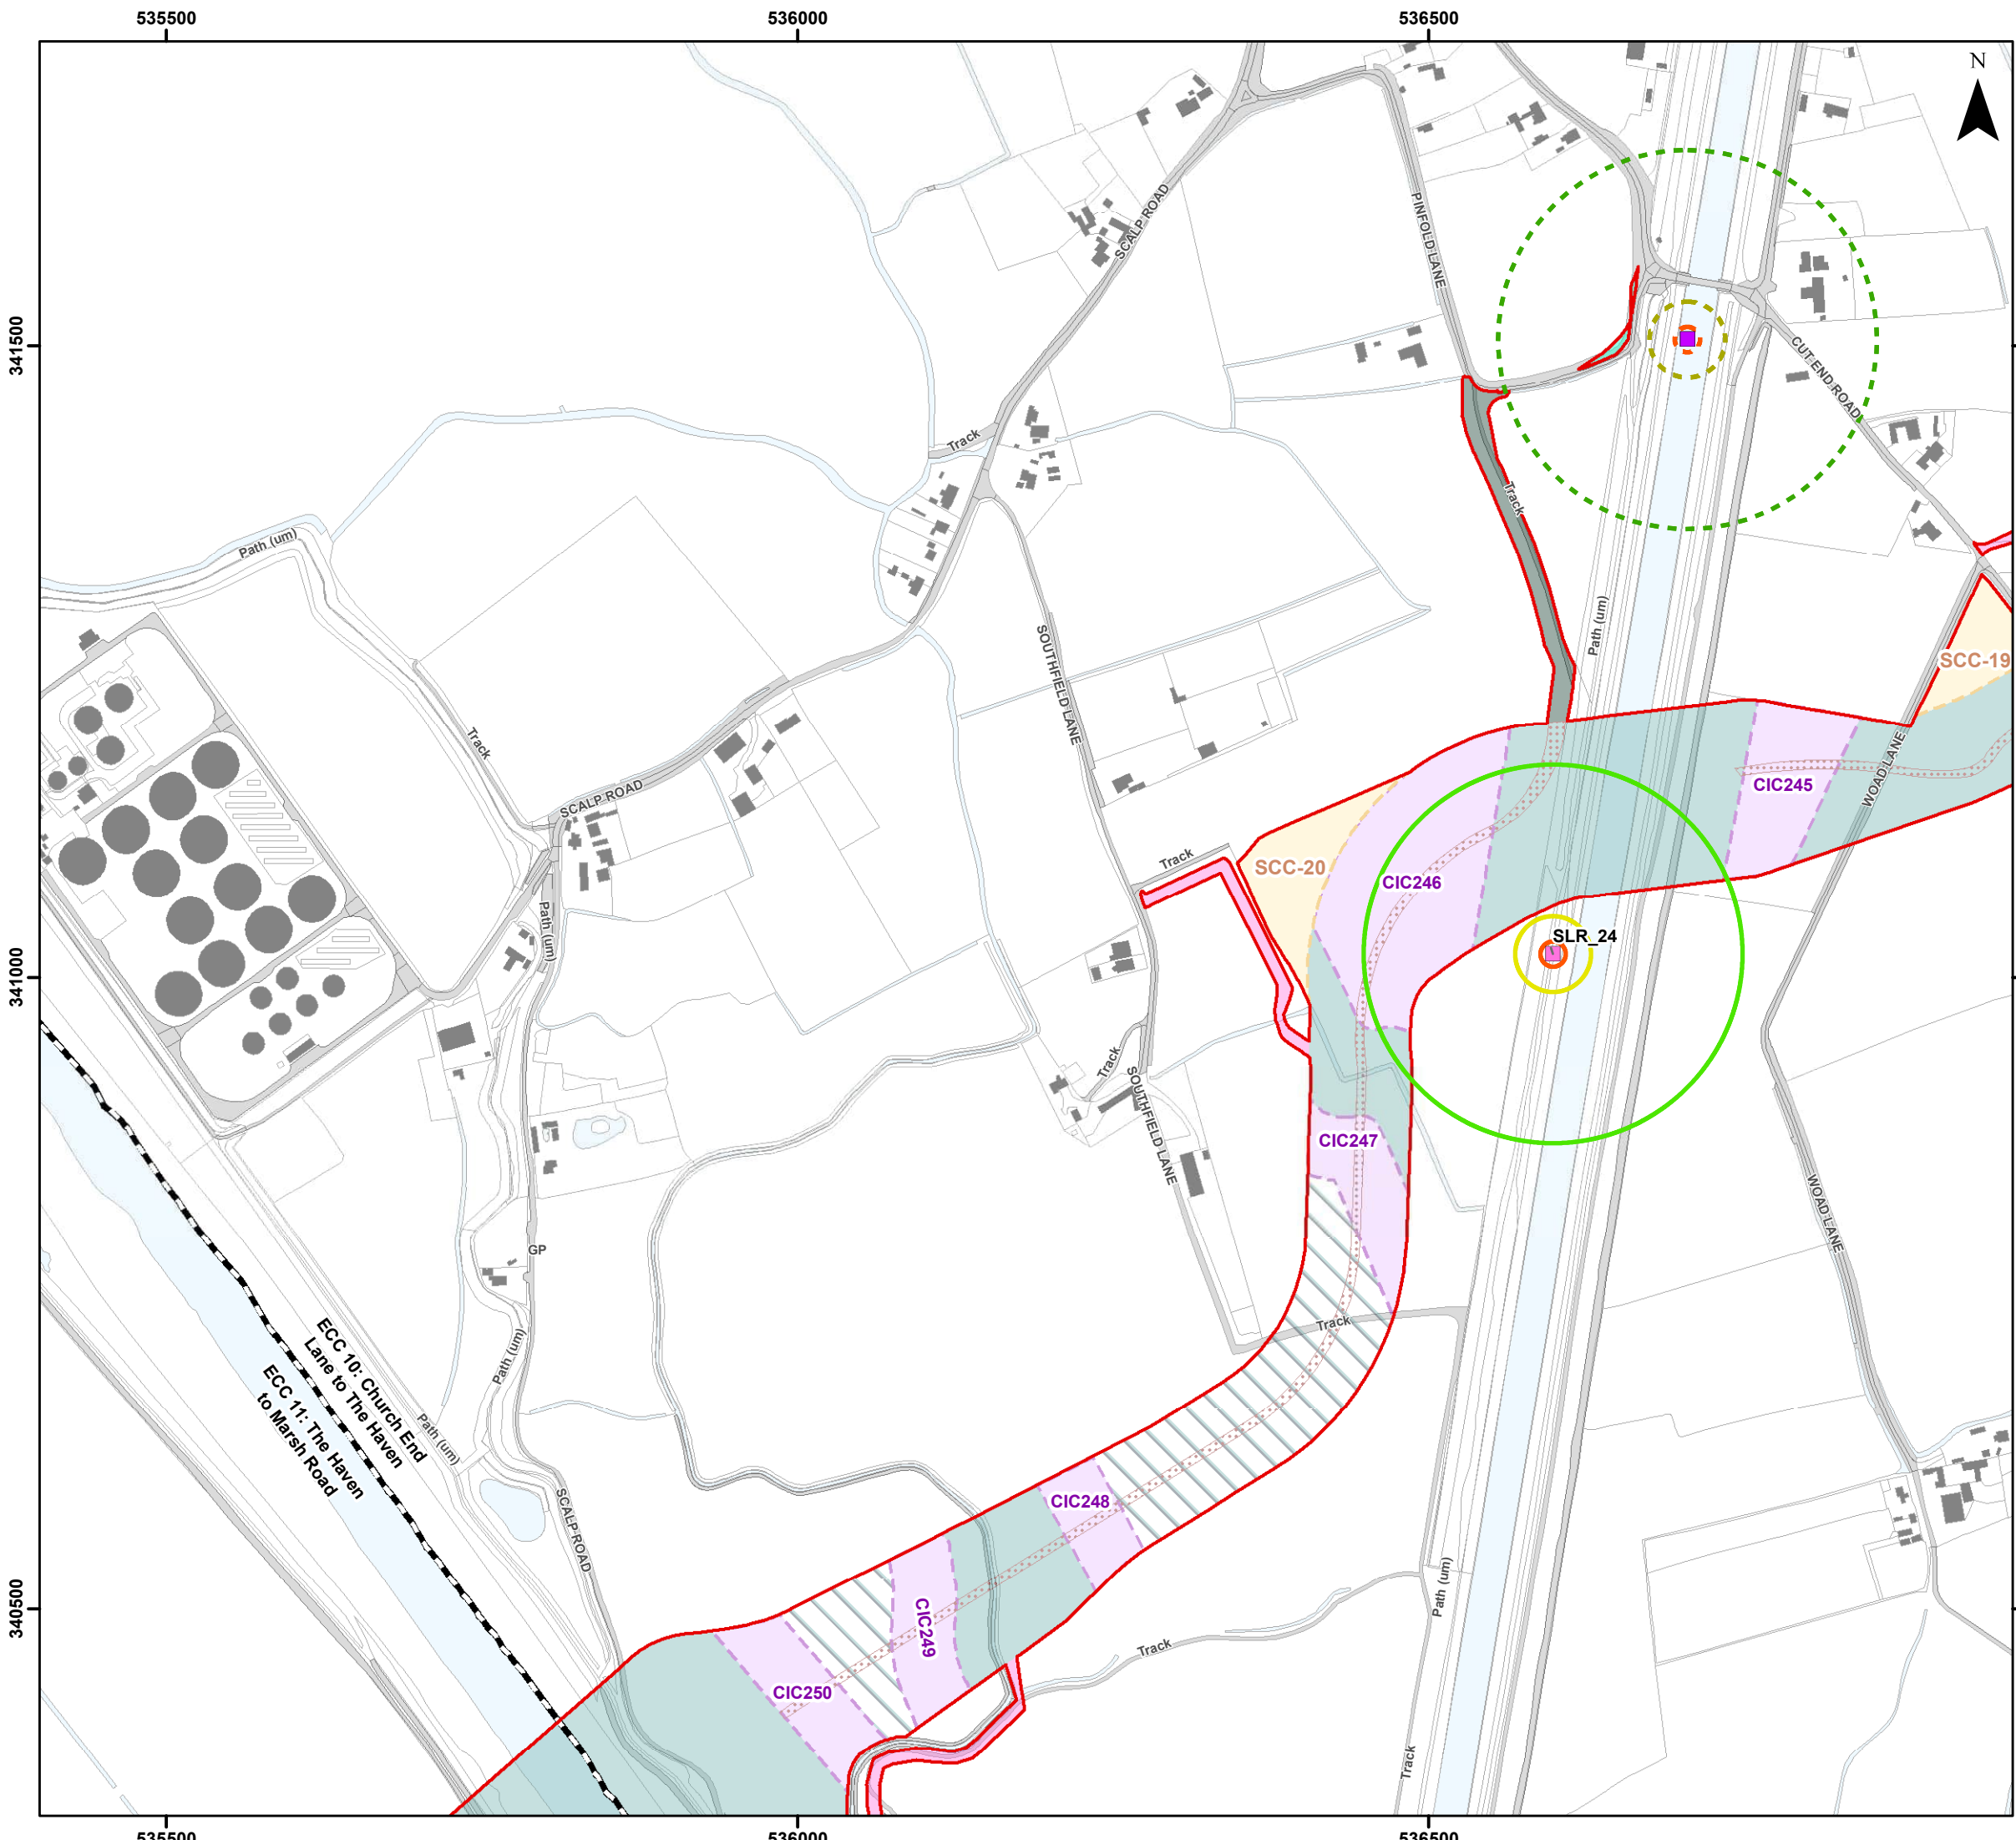 535500
536000
536500
N
341500
341000
340500
SCALP ROAD
PINFOLD LANE
CUT END ROAD
Track
Track
Path (um)
SOUTHFIELD LANE
Path (um)
SCC-19
Track
SCALP ROAD
CIC245
WOAD LANE
Track
SCC-20
CIC246
Path (um)
SLR_24
Track
SOUTHFIELD LANE
CIC247
WOAD LANE
GP
Track
Path (um)
ECC 10: Church End
Lane to The Haven
ECC 11: The Haven
to Marsh Road
Path (um)
SCALP ROAD
CIC248
CIC249
Path (um)
Track
CIC250
Track
535500
536000
536500